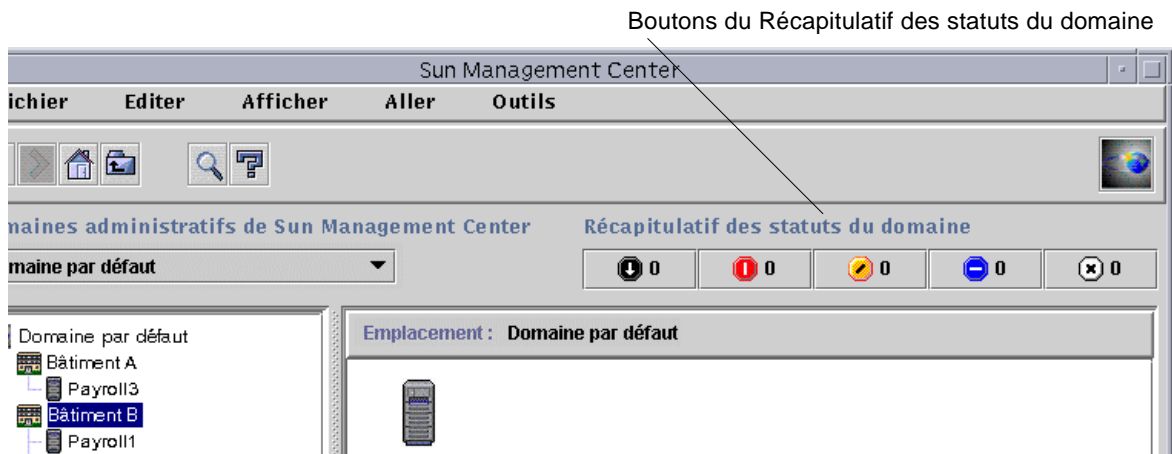 Boutons du Récapitulatif des statuts du domaine
Sun Management Center
ichier Editer Afficher Aller Outils
maines administratifs de Sun Management Center
Récapitulatif des statuts du domaine
maine par défaut
0 0 0 0 0
Domaine par défaut
Bâtiment A
Payroll3
Bâtiment B
Payroll1
Emplacement : Domaine par défaut